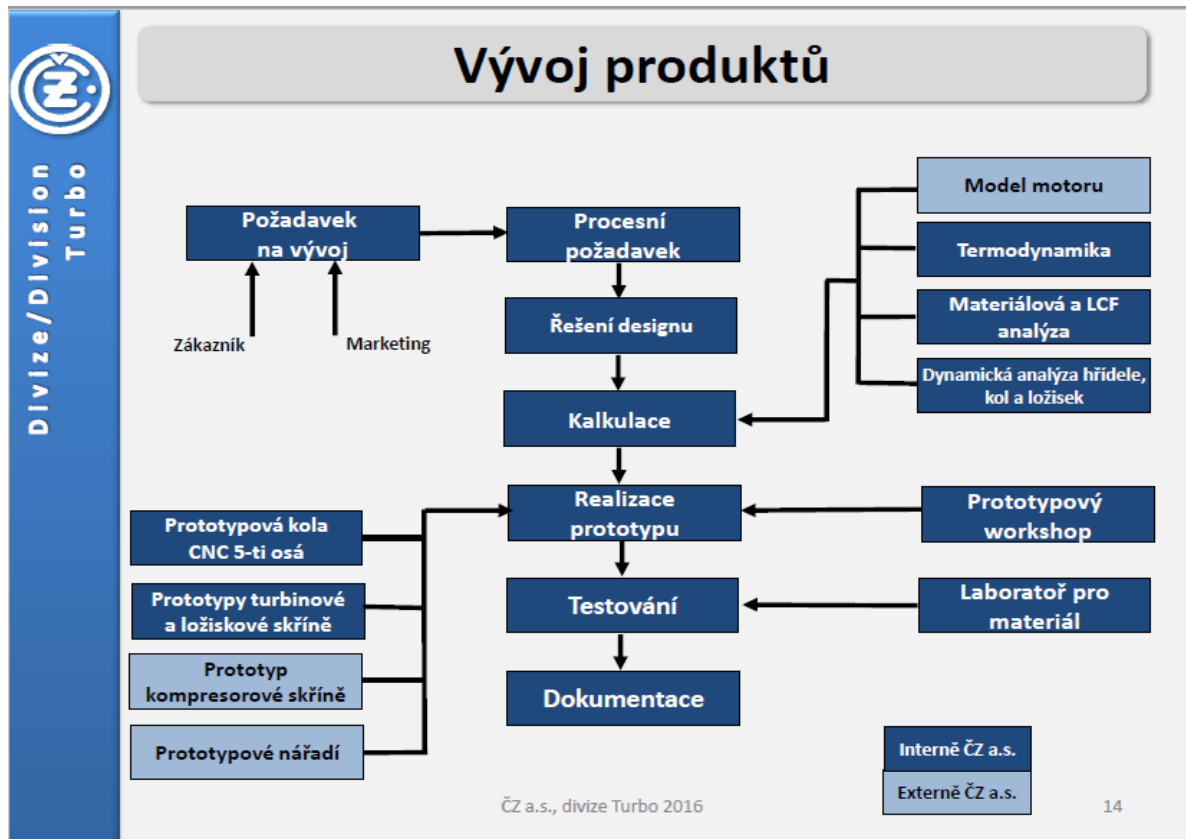 Vývoj produktů
Divize/Division
Turbo
Č
Z
Požadavek
na vývoj
Procesní
požadavek
Model motoru
Termodynamika
Materiálová a LCF
analýza
Dynamická analýza hřídele,
kol a ložisek
Řešení designu
Zákazník
Marketing
Kalkulace
Realizace
prototypu
Prototypový
workshop
Prototypová kola
CNC 5-ti osá
Prototypy turbinové
a ložiskové skříně
Testování
Laboratoř pro
materiál
Prototyp
kompresorové skříně
Dokumentace
Prototypové nářadí
Interně ČZ a.s.
Externě ČZ a.s.
ČZ a.s., divize Turbo 2016
14